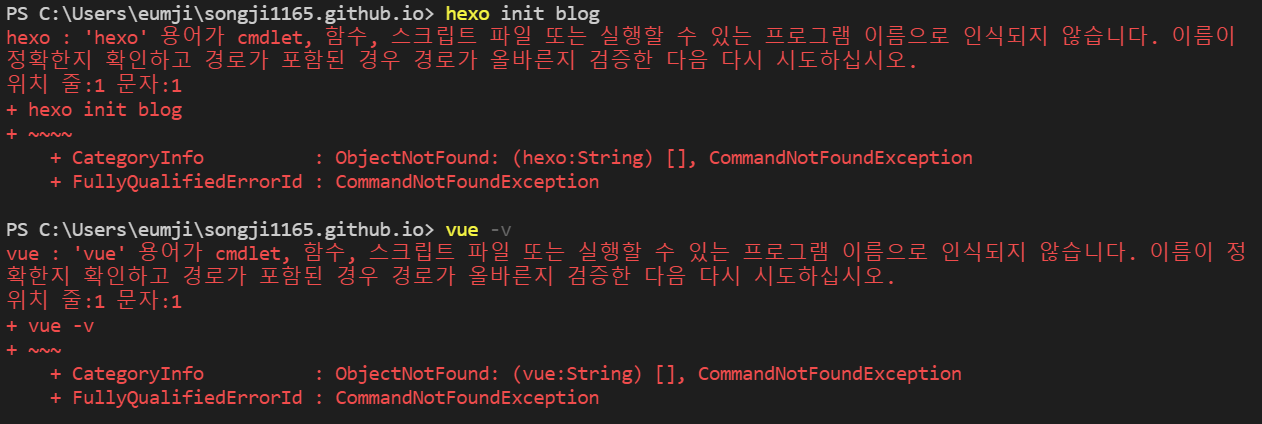 PS C:\Users\eumji\songji1165.github.io> hexo init blog
hexo : 'hexo' 용어가 cmdlet, 함수, 스크립트 파일 또는 실행할 수 있는 프로그램 이름으로 인식되지 않습니다. 이름이
정확한지 확인하고 경로가 포함된 경우 경로가 올바른지 검증한 다음 다시 시도하십시오.
위치 줄:1 문자:1
+ hexo init blog
+ ~~~~
    + CategoryInfo          : ObjectNotFound: (hexo:String) [], CommandNotFoundException
    + FullyQualifiedErrorId : CommandNotFoundException
PS C:\Users\eumji\songji1165.github.io> vue -v
vue : 'vue' 용어가 cmdlet, 함수, 스크립트 파일 또는 실행할 수 있는 프로그램 이름으로 인식되지 않습니다. 이름이 정
확한지 확인하고 경로가 포함된 경우 경로가 올바른지 검증한 다음 다시 시도하십시오.
위치 줄:1 문자:1
+ vue -v
+ ~~~
    + CategoryInfo          : ObjectNotFound: (vue:String) [], CommandNotFoundException
    + FullyQualifiedErrorId : CommandNotFoundException